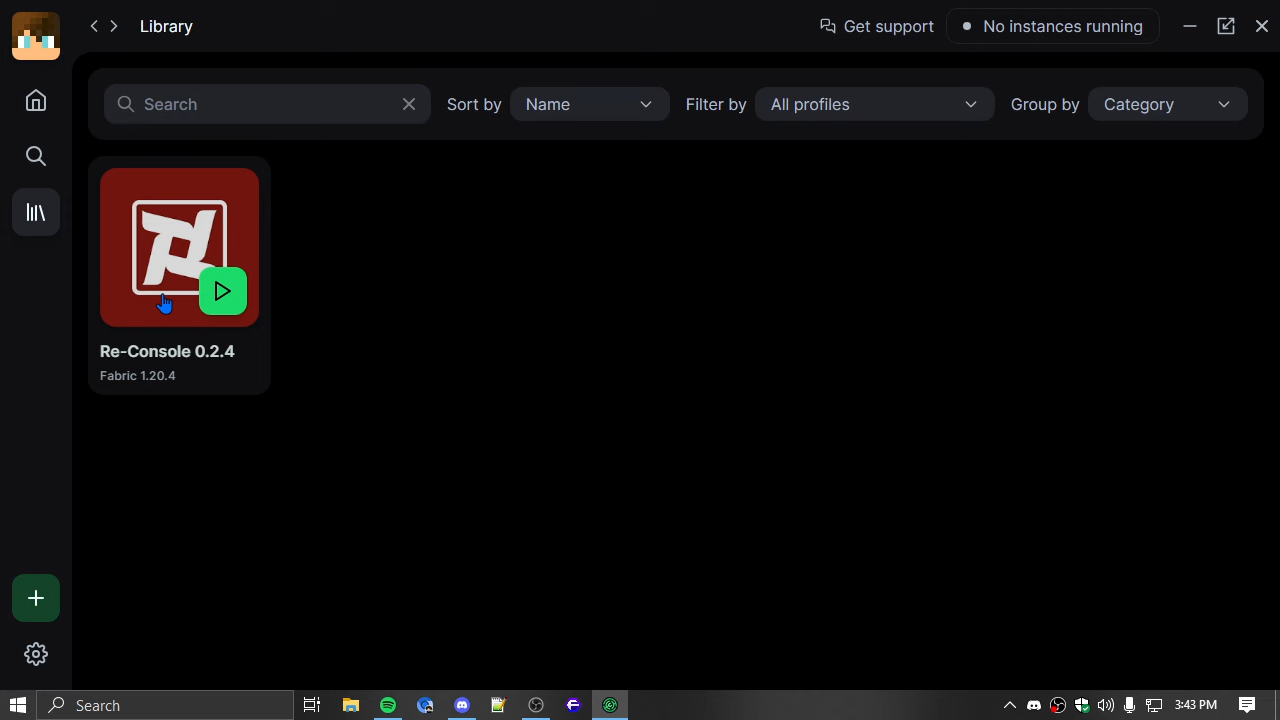 Library
Get support
No instances running
Search
Sort by
Name
Filter by
All profiles
Group by
Category
Re-Console 0.2.4
Fabric 1.20.4
Search
3:43 PM